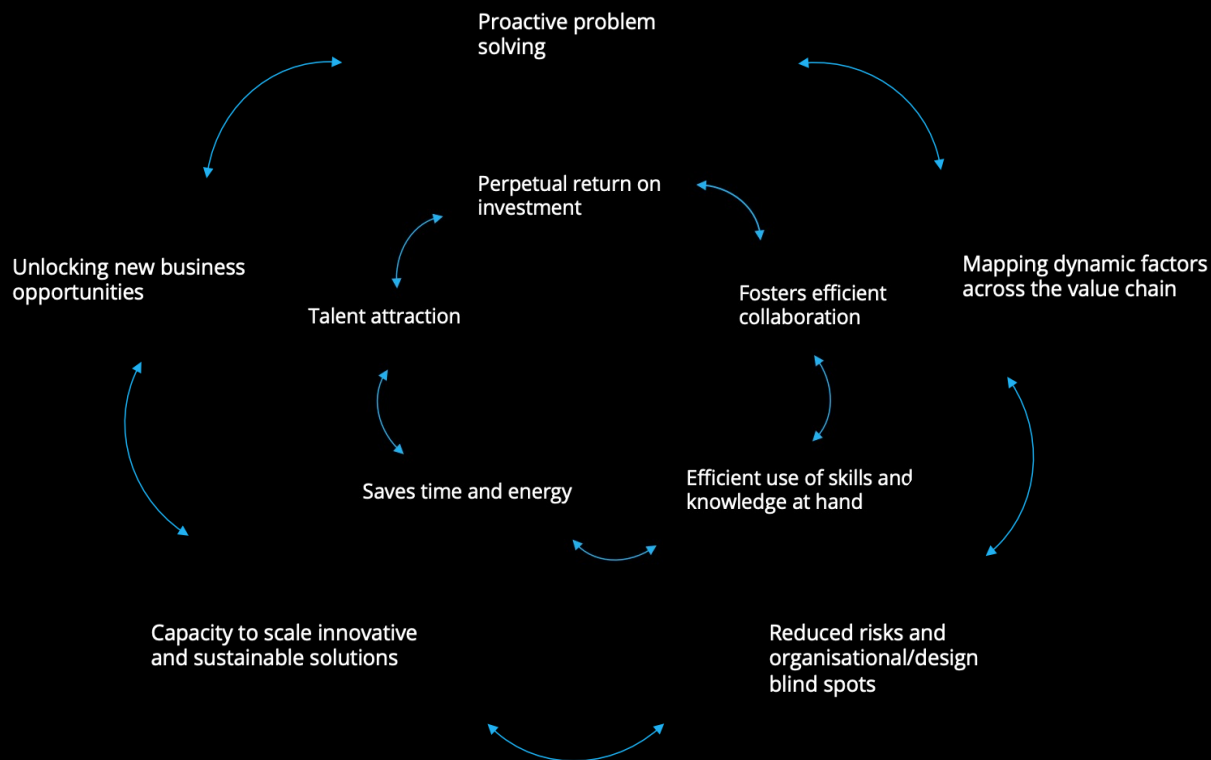 Proactive problem
solving
Perpetual return on
investment
Unlocking new business
opportunities
Mapping dynamic factors
across the value chain
Talent attraction
Fosters efficient
collaboration
Saves time and energy
Efficient use of skills and
knowledge at hand
Capacity to scale innovative
and sustainable solutions
Reduced risks and
organisational/design
blind spots